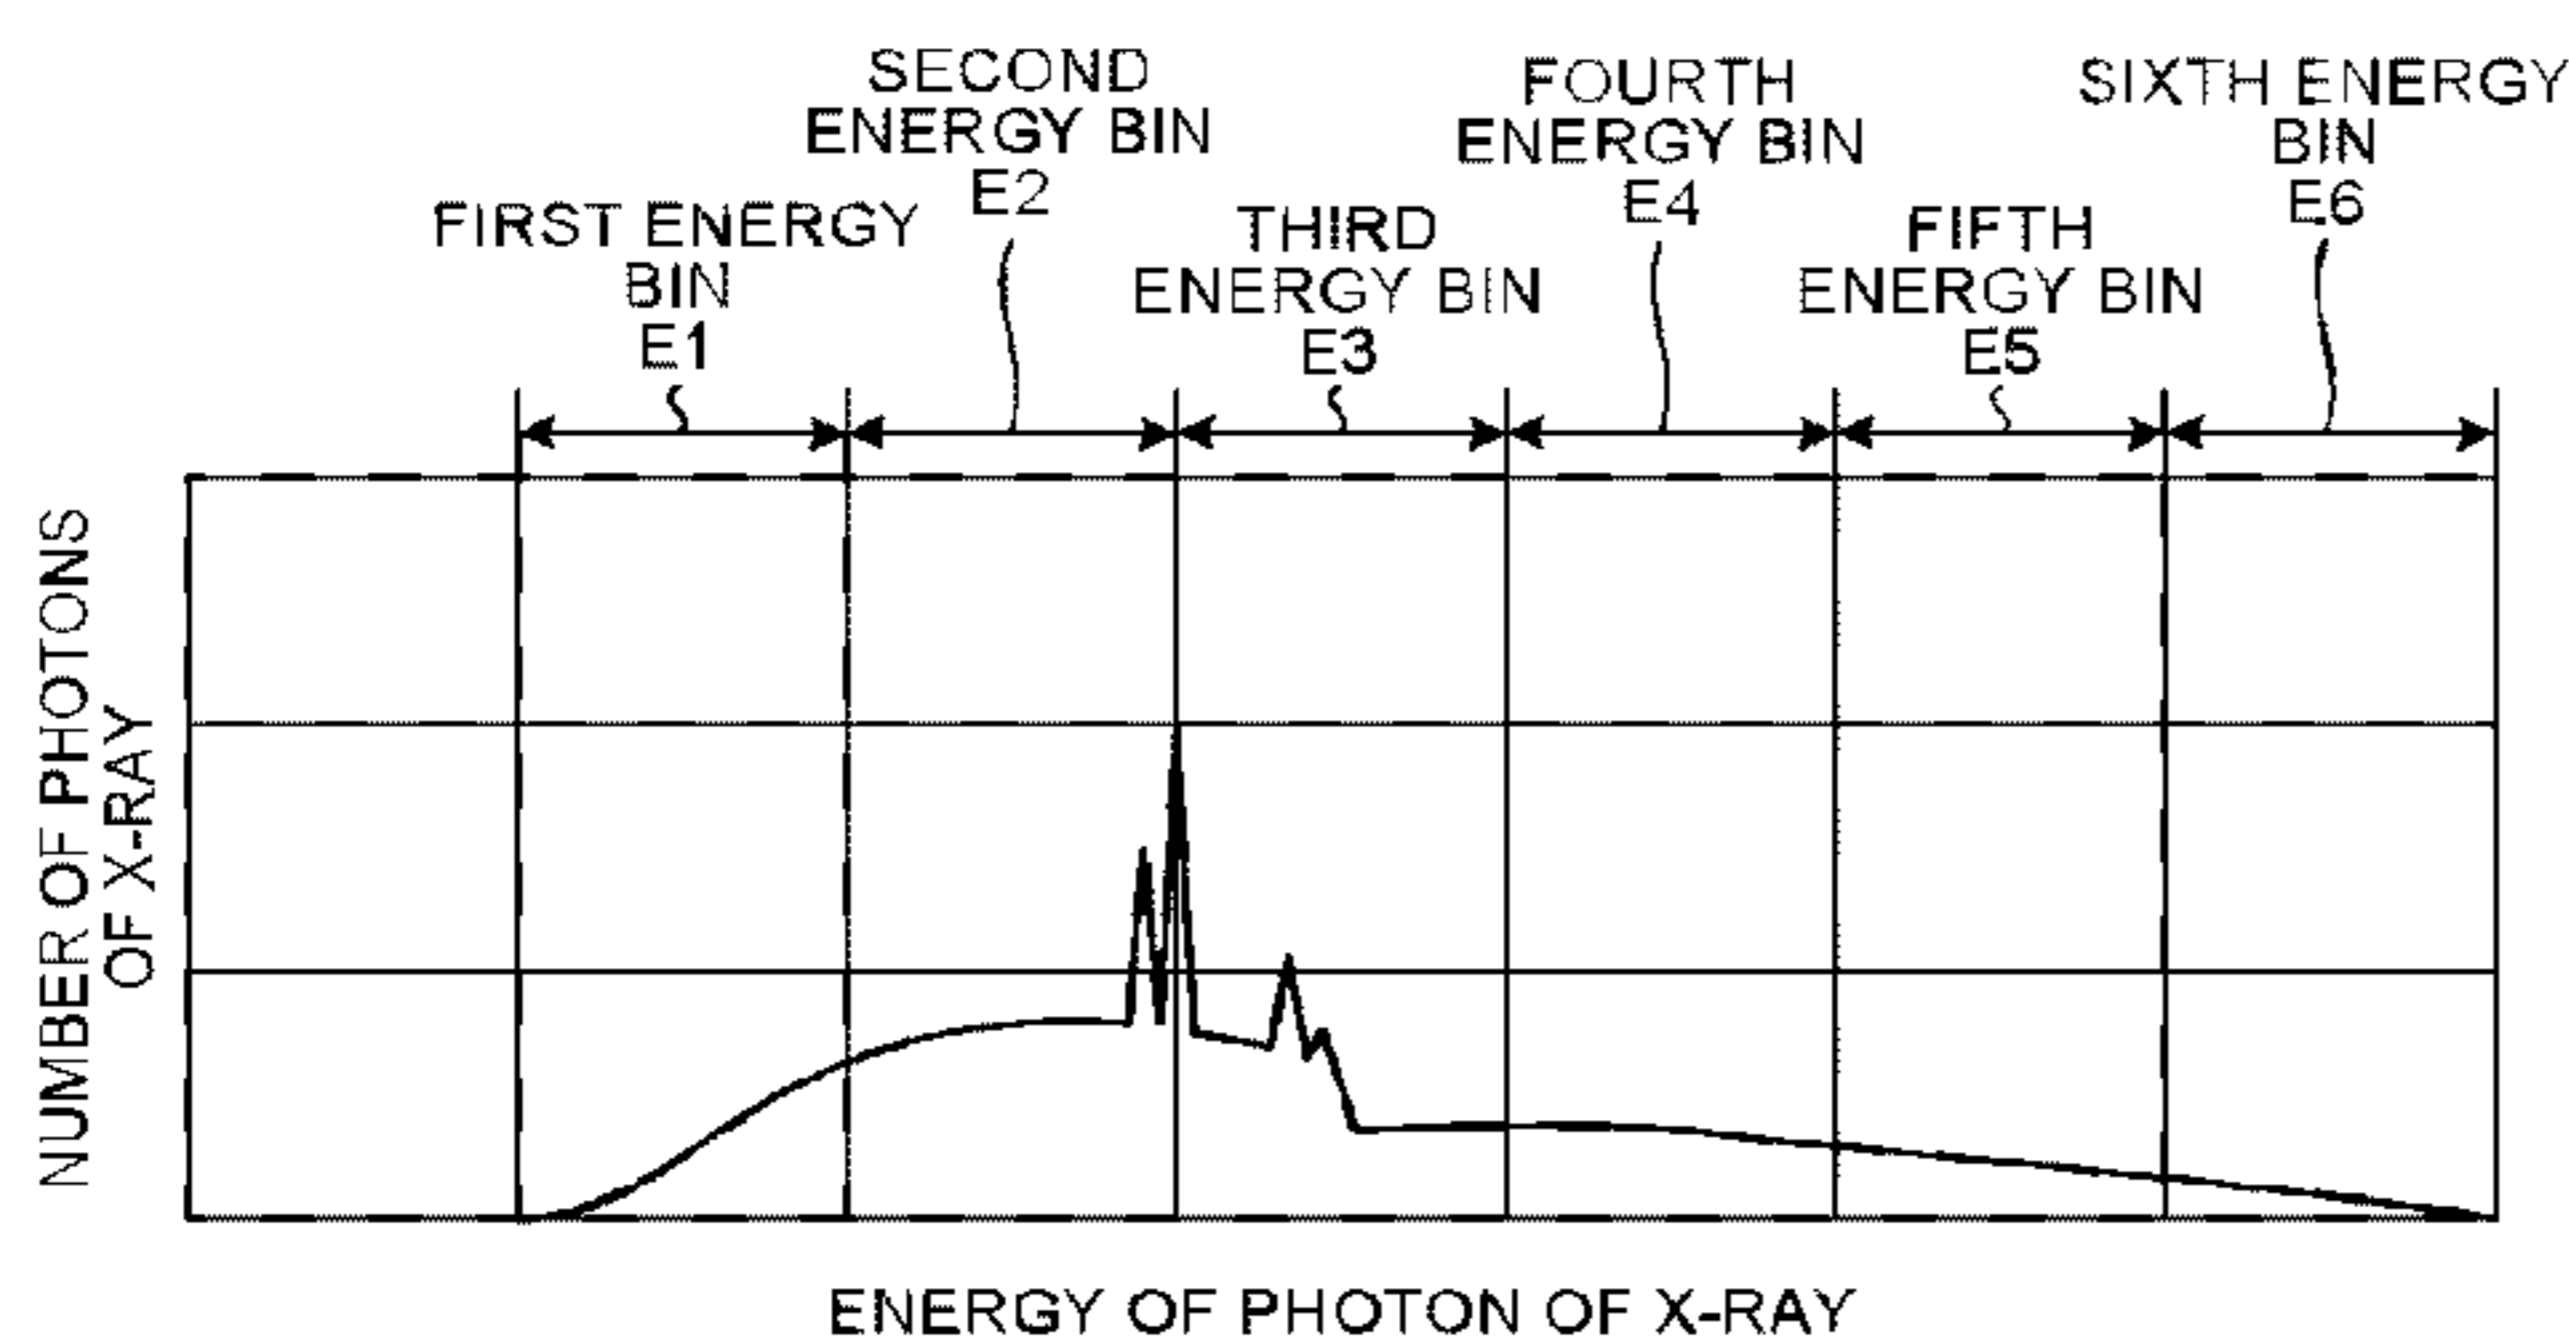 FIRST ENERGY
BIN
E1
SECOND
ENERGY BIN
E2
THIRD
ENERGY BIN
E3
FOURTH
ENERGY BIN
E4
FIFTH
ENERGY BIN
E5
SIXTH ENERGY
BIN
E6
NUMBER OF PHOTONS
OF X-RAY
ENERGY OF PHOTON OF X-RAY